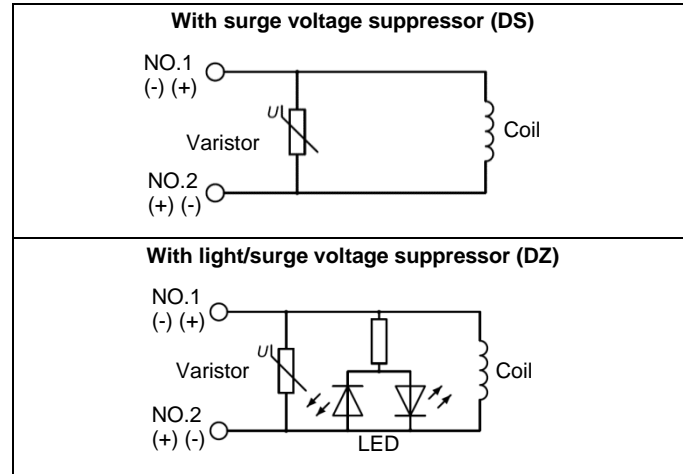 With surge voltage suppressor (DS)
NO.1
(-) (+)
U
Varistor
Coil
NO.2
(+) (-)
With light/surge voltage suppressor (DZ)
NO.1
(-) (+)
U
Varistor
Coil
NO.2
(+) (-)
LED